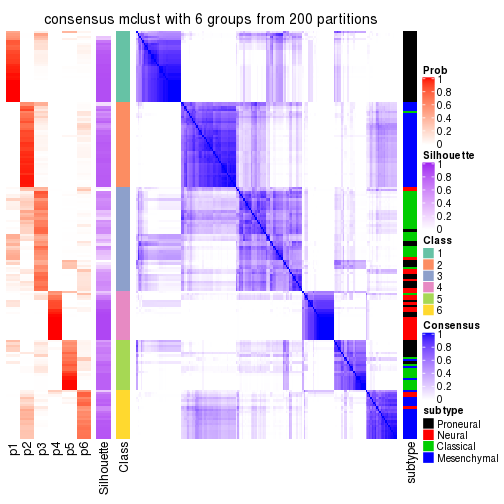 consensus mclust with 6 groups from 200 partitions
p1
p2
p3
p4
p5
p6
Silhouette
Class
subtype
Prob
1
0.8
0.6
0.4
0.2
0
Silhouette
1
0.8
0.6
0.4
0.2
0
Class
1
2
3
4
5
6
Consensus
1
0.8
0.6
0.4
0.2
0
subtype
Proneural
Neural
Classical
Mesenchymal